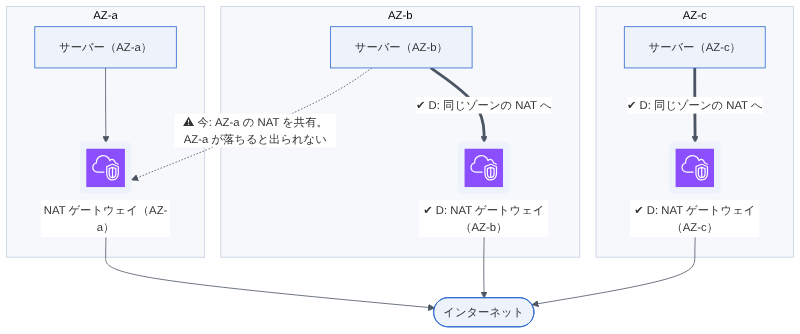 AZ-a
AZ-b
AZ-c
サーバー（AZ-a）
サーバー（AZ-b）
サーバー（AZ-c）
✔ D: 同じゾーンの NAT へ
✔ D: 同じゾーンの NAT へ
⚠ 今: AZ-a の NAT を共有。
AZ-a が落ちると出られない
NAT ゲートウェイ（AZ-
a）
✔ D: NAT ゲートウェイ
（AZ-b）
✔ D: NAT ゲートウェイ
（AZ-c）
インターネット